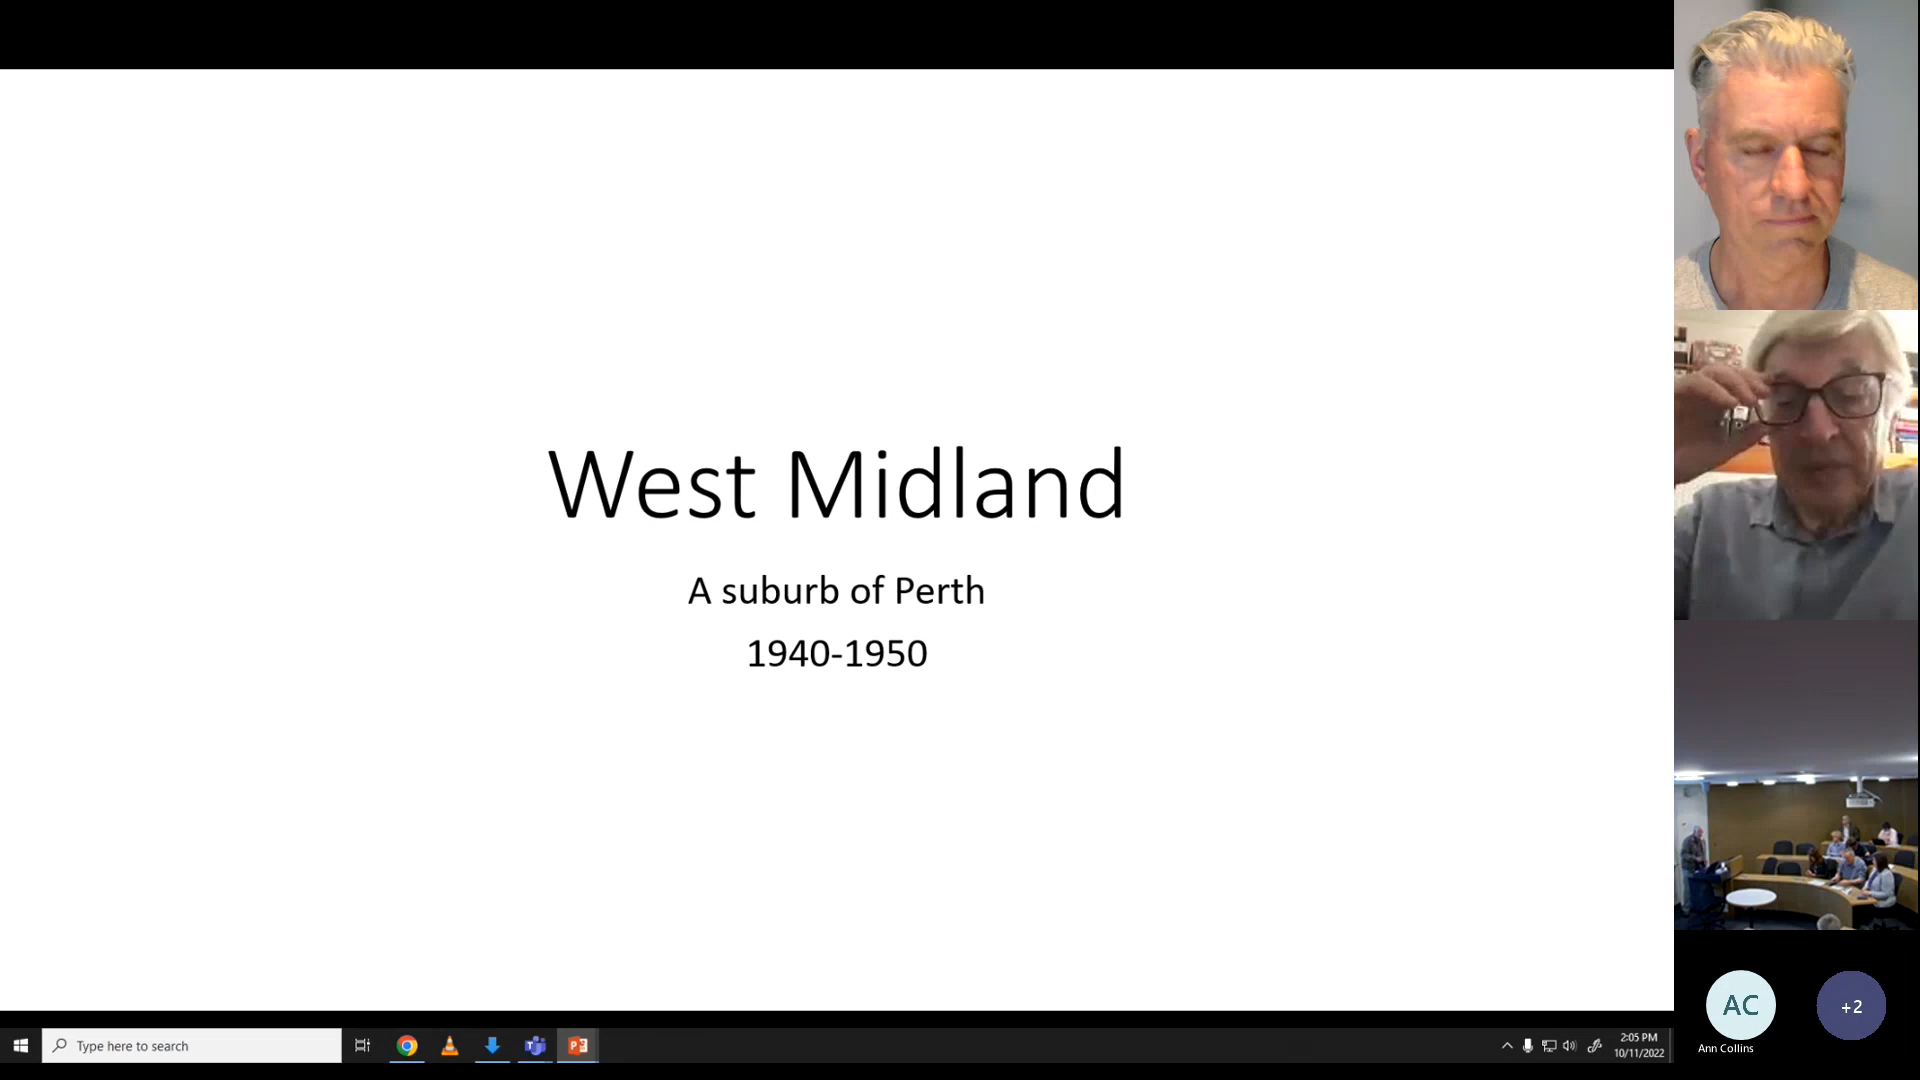 West Midland
A suburb of Perth
1940-1950
AC
+2
Ann Collins
Type here to search
2:05 PM
10/11/2022